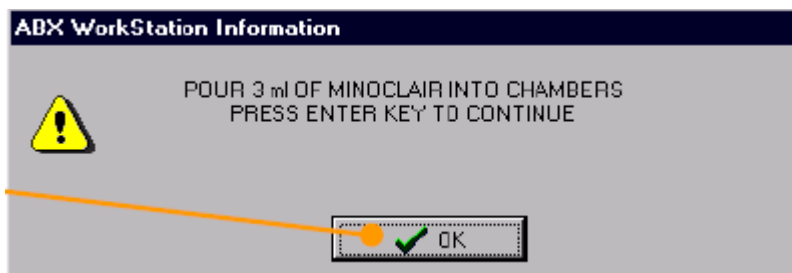 ABX WorkStation Information
POUR 3 ml OF MINOCLAIR INTO CHAMBERS
PRESS ENTER KEY TO CONTINUE
OK